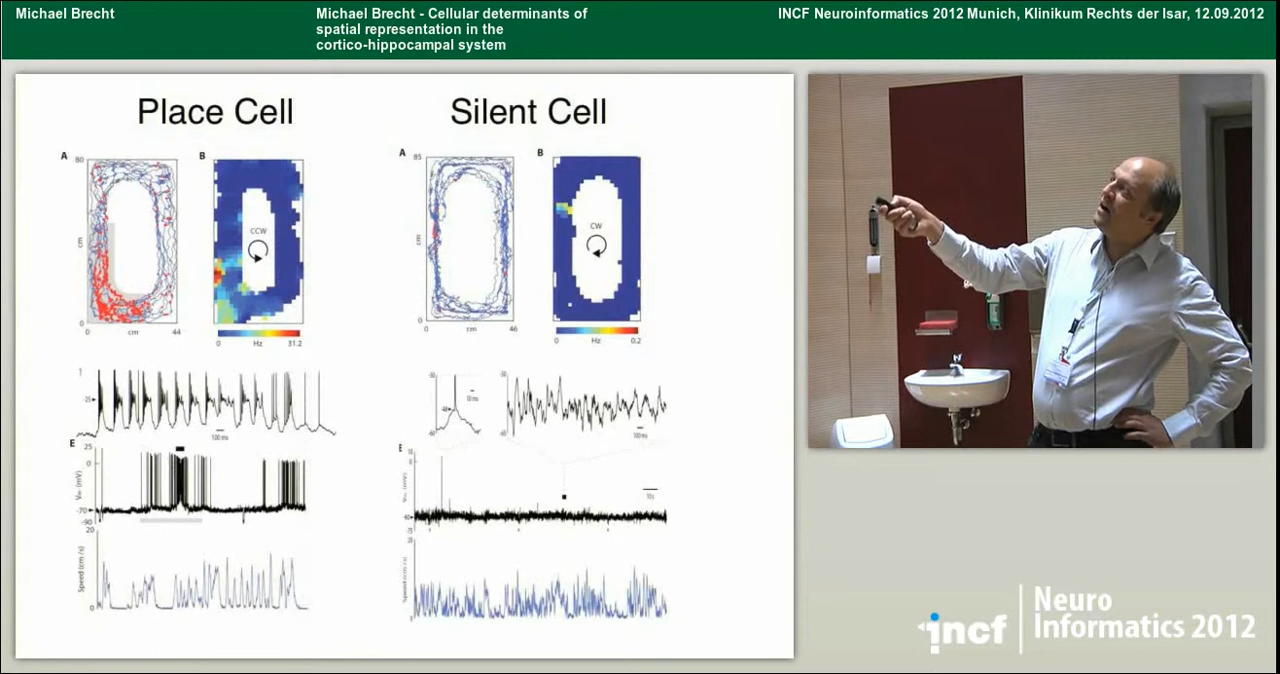 Michael Brecht
Michael Brecht - Cellular determinants of
spatial representation in the
cortico-hippocampal system
INCF Neuroinformatics 2012 Munich, Klinikum Rechts der Isar, 12.09.2012
Place Cell
Silent Cell
A
80
B
CCW
cm
0
cm
44
0
Hz
31.2
A
85
B
CW
cm
0
cm
46
0
Hz
0.2
-25
100 ms
100 ms
E
25
0
Vm (mV)
-70
-90
20
Speed (cm/s)
0
E
10 s
incf
Neuro
Informatics 2012